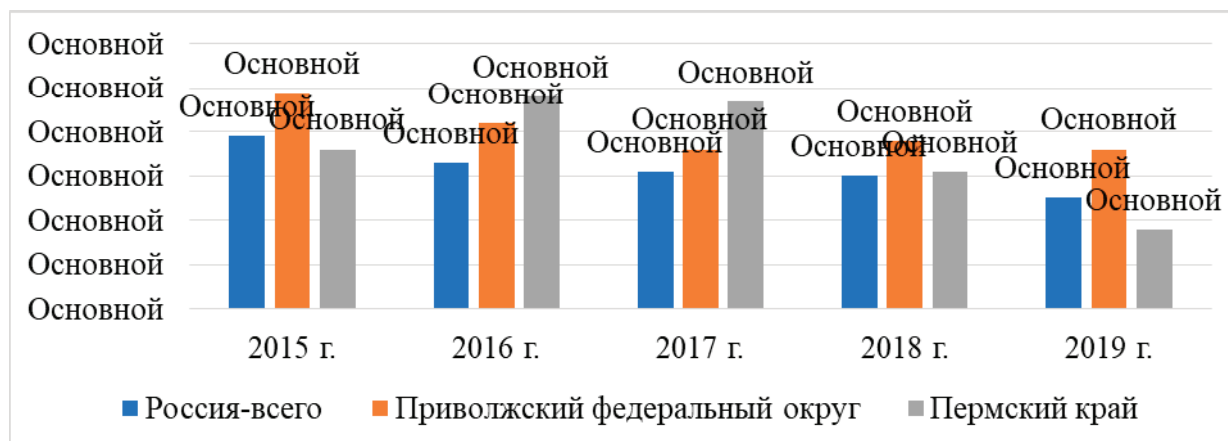 Основной
Основной
Основной
Основной
Основной
Основной
Основной
Основной Основной Основной
Основной Основной Основной
Основной Основной Основной
Основной Основной Основной
Основной Основной Основной
2015 г. 2016 г. 2017 г. 2018 г. 2019 г.
Россия-всего Приволжский федеральный округ Пермский край